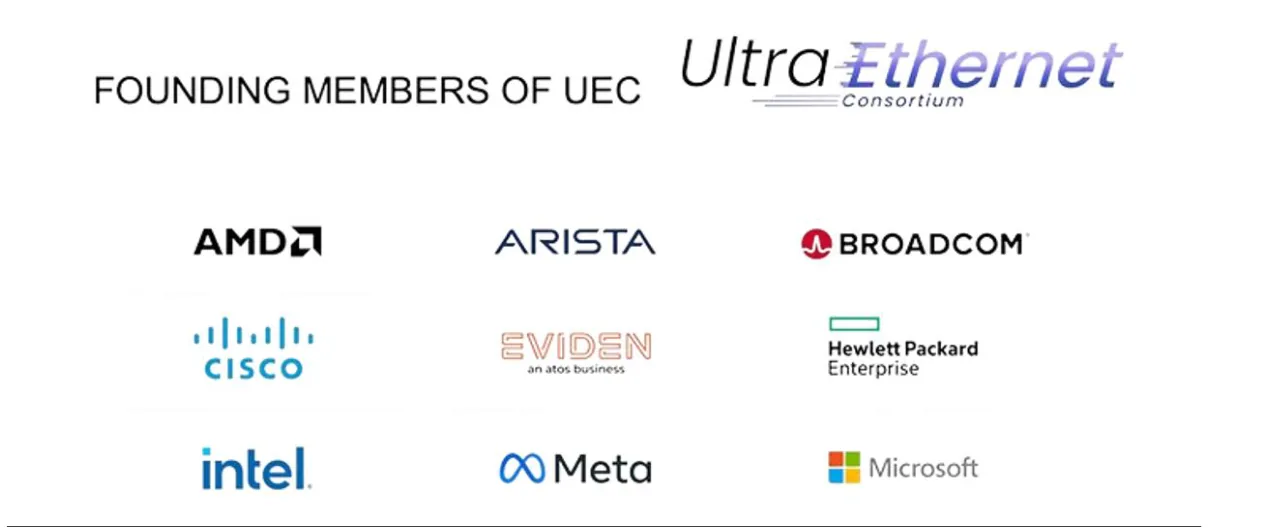 FOUNDING MEMBERS OF UEC
Ultra Ethernet
Consortium
AMD
ARISTA
BROADCOM
CISCO
EVIDEN
an atos business
Hewlett Packard
Enterprise
intel.
Meta
Microsoft